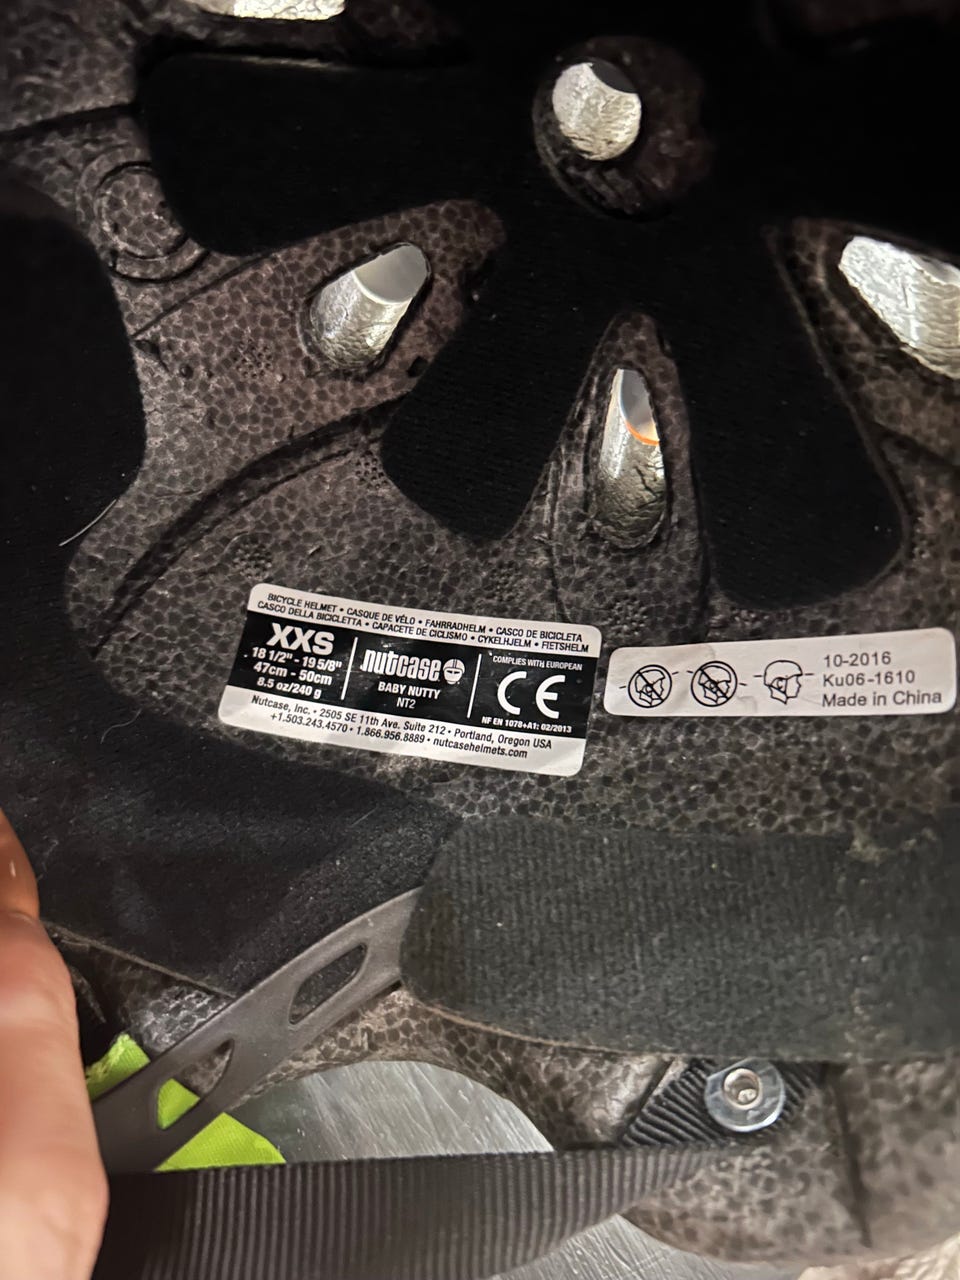 BICYCLE HELMET • CASQUE DE VÉLO • FAHRRADHELM • CASCO DE BICICLETA
CASCO DELLA BICICLETTA • CAPACETE DE CICLISMO • CYKELHJELM • FIETSHELM
XXS
18 1/2" - 19 5/8"
47cm - 50cm
8.5 oz/240 g
nutcase
BABY NUTTY
NT2
COMPLIES WITH EUROPEAN
CE
NF EN 1078+A1: 02/2013
Nutcase, Inc. • 2505 SE 11th Ave. Suite 212 • Portland, Oregon USA
+1.503.243.4570 • 1.866.956.8889 • nutcasehelmets.com
10-2016
Ku06-1610
Made in China